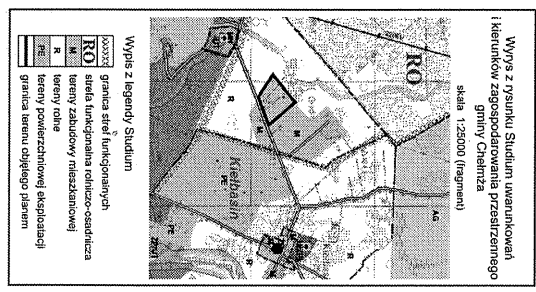 Wyrys z rysunku Studium uwarunkowań
i kierunków zagospodarowania przestrzennego
gminy Chełmża
skala 1:25000 (fragment)
RO
AG
R
M
M
R
Kiełbasin
PE
R
R
PE
Wypis z legendy Studium
granica stref funkcjonalnych
RO strefa funkcjonalna rolniczo-osadnicza
M tereny zabudowy mieszkaniowej
R tereny rolne
PE tereny powierzchniowej eksploatacji
granica terenu objętego planem